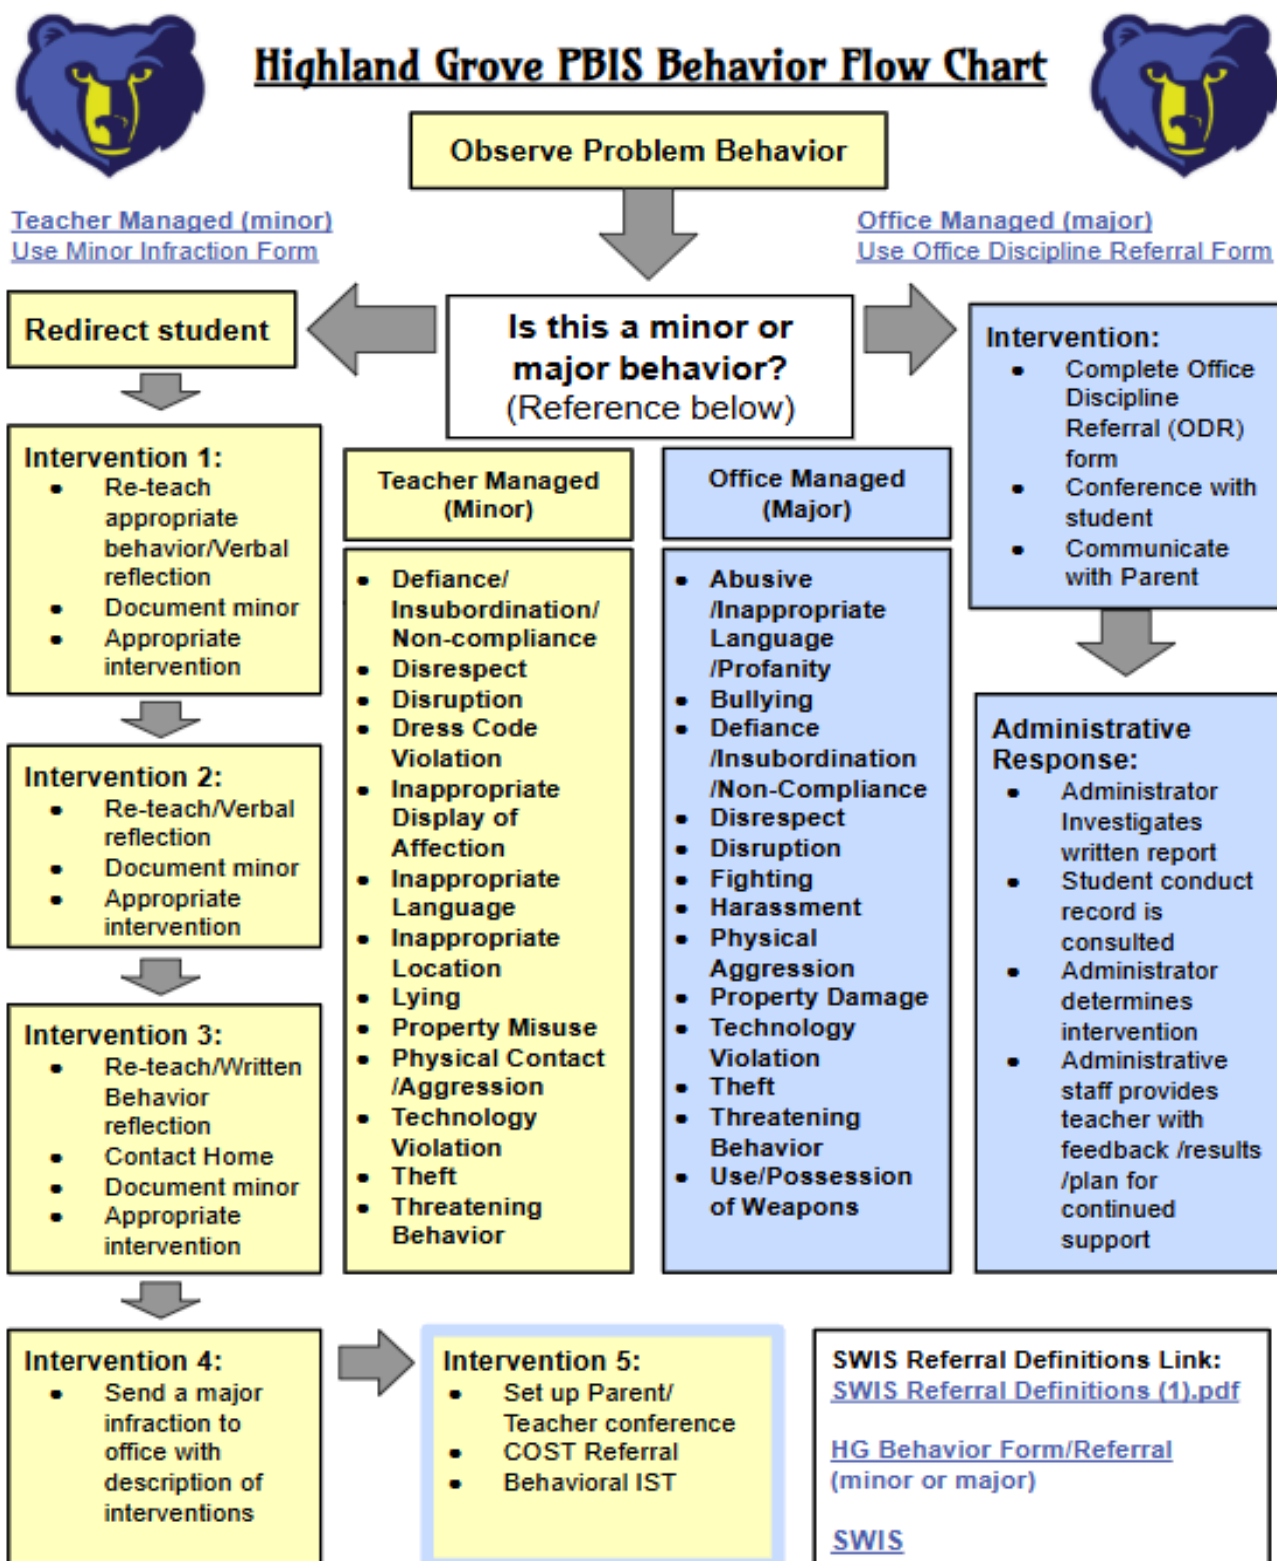 Highland Grove PBIS Behavior Flow Chart
Observe Problem Behavior
Teacher Managed (minor)
Use Minor Infraction Form
Office Managed (major)
Use Office Discipline Referral Form
Redirect student
Is this a minor or
major behavior?
(Reference below)
Intervention 1:
● Re-teach
appropriate
behavior/Verbal
reflection
● Document minor
● Appropriate
intervention
Intervention 2:
● Re-teach/Verbal
reflection
● Document minor
● Appropriate
intervention
Intervention 3:
● Re-teach/Written
Behavior
reflection
● Contact Home
● Document minor
● Appropriate
intervention
Intervention 4:
● Send a major
infraction to
office with
description of
interventions
Teacher Managed
(Minor)
● Defiance/
Insubordination/
Non-compliance
● Disrespect
● Disruption
● Dress Code
Violation
● Inappropriate
Display of
Affection
● Inappropriate
Language
● Inappropriate
Location
● Lying
● Property Misuse
● Physical Contact
/Aggression
● Technology
Violation
● Theft
● Threatening
Behavior
Office Managed
(Major)
● Abusive
/Inappropriate
Language
/Profanity
● Bullying
● Defiance
/Insubordination
/Non-Compliance
● Disrespect
● Disruption
● Fighting
● Harassment
● Physical
Aggression
● Property Damage
● Technology
Violation
● Theft
● Threatening
Behavior
● Use/Possession
of Weapons
Intervention:
● Complete Office
Discipline
Referral (ODR)
form
● Conference with
student
● Communicate
with Parent
Administrative
Response:
● Administrator
Investigates
written report
● Student conduct
record is
consulted
● Administrator
determines
intervention
● Administrative
staff provides
teacher with
feedback /results
/plan for
continued
support
Intervention 5:
● Set up Parent/
Teacher conference
● COST Referral
● Behavioral IST
SWIS Referral Definitions Link:
SWIS Referral Definitions (1).pdf
HG Behavior Form/Referral
(minor or major)
SWIS